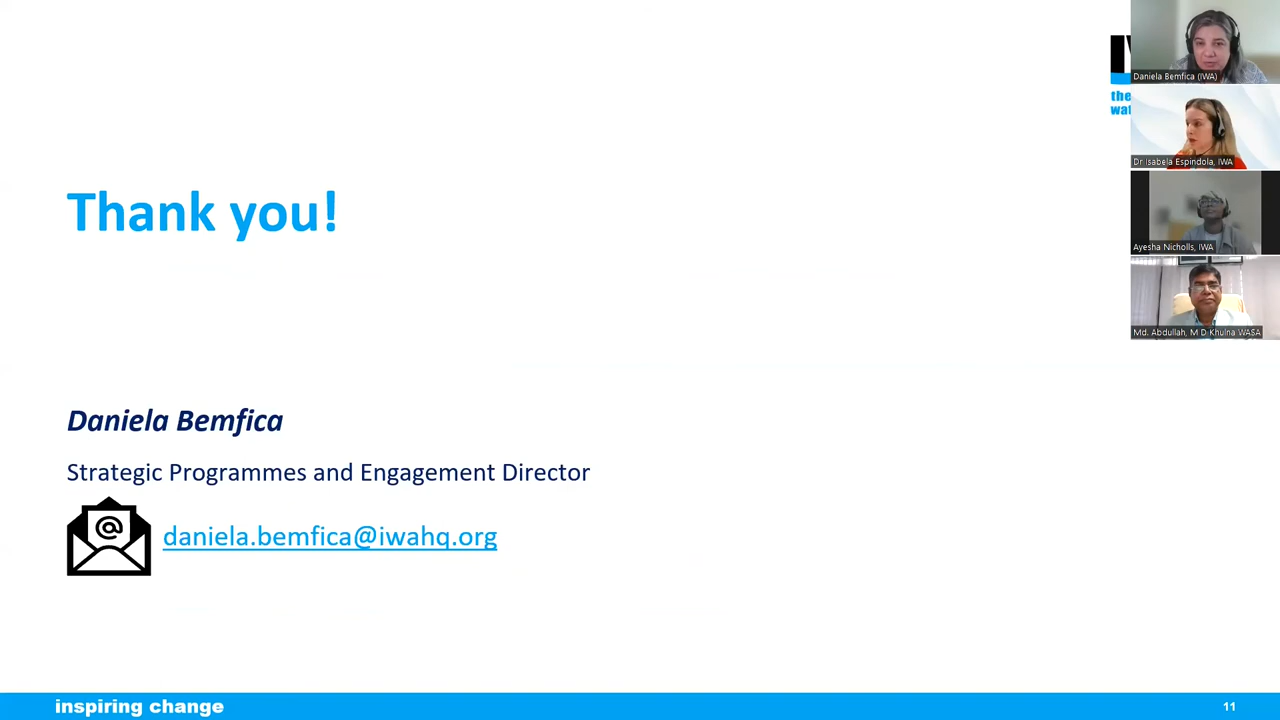 Thank you!
Daniela Bemfica
Strategic Programmes and Engagement Director
@
daniela.bemfica@iwahq.org
inspiring change
11
the
Daniela Bemfica (IWA)
Dr Isabela Espindola, IWA
Ayesha Nicholls, IWA
Md. Abdullah, M D Khulna WASA